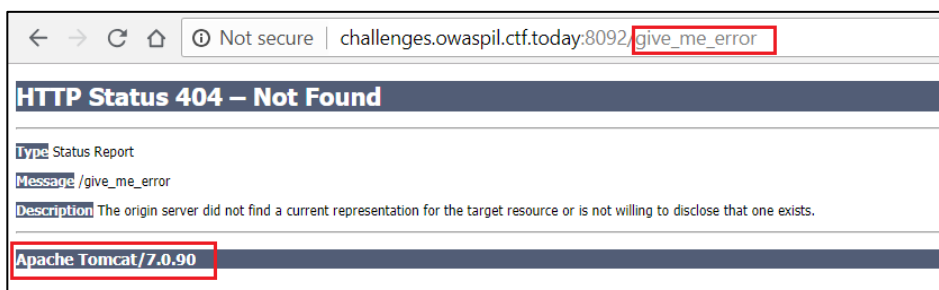 Not secure | challenges.owaspil.ctf.today:8092/give_me_error
HTTP Status 404 – Not Found
Type Status Report
Message /give_me_error
Description The origin server did not find a current representation for the target resource or is not willing to disclose that one exists.
Apache Tomcat/7.0.90